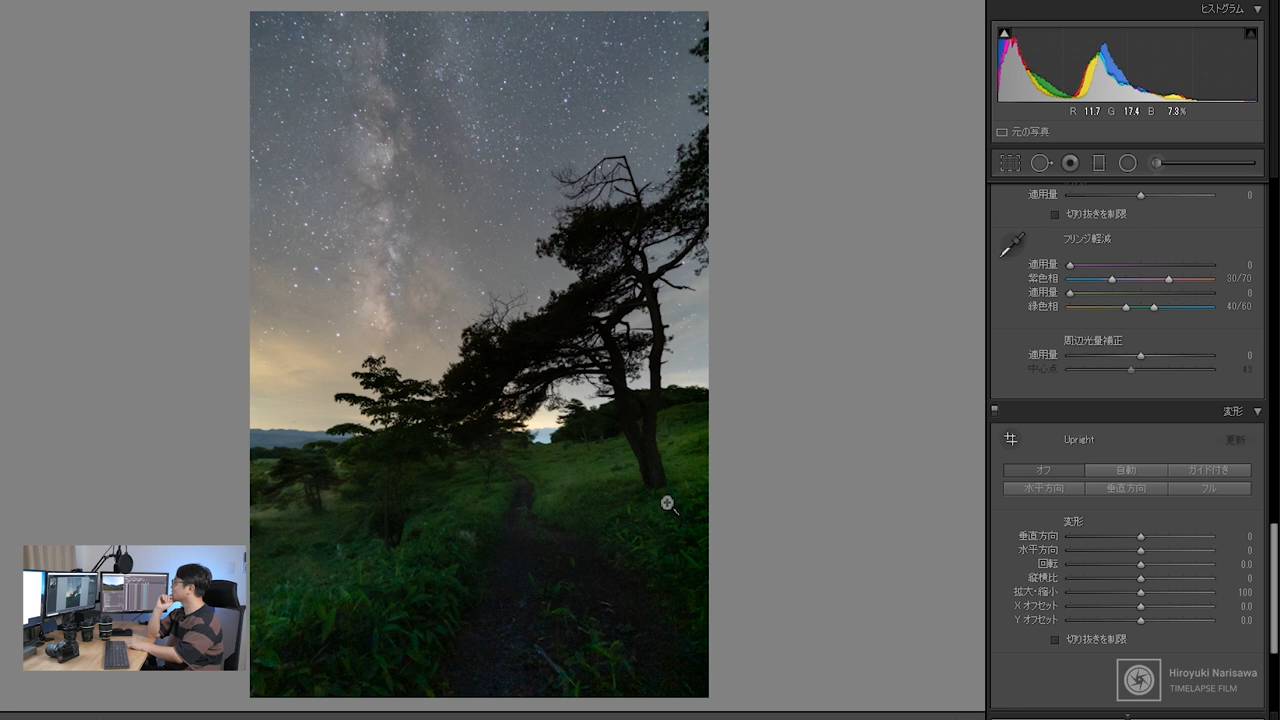 ヒストグラム
R 11.7 G 17.4 B 7.3 %
元の写真
適用量 0
切り抜きを制限
フリンジ軽減
適用量 0
紫色相 30/70
適用量 0
緑色相 40/60
周辺光量補正
適用量 0
中心点 43
変形
Upright 更新
オフ 自動 ガイド付き
水平方向 垂直方向 フル
変形
垂直方向 0
水平方向 0
回転 0.0
縦横比 0
拡大・縮小 100
X オフセット 0.0
Y オフセット 0.0
切り抜きを制限
Hiroyuki Narisawa
TIMELAPSE FILM